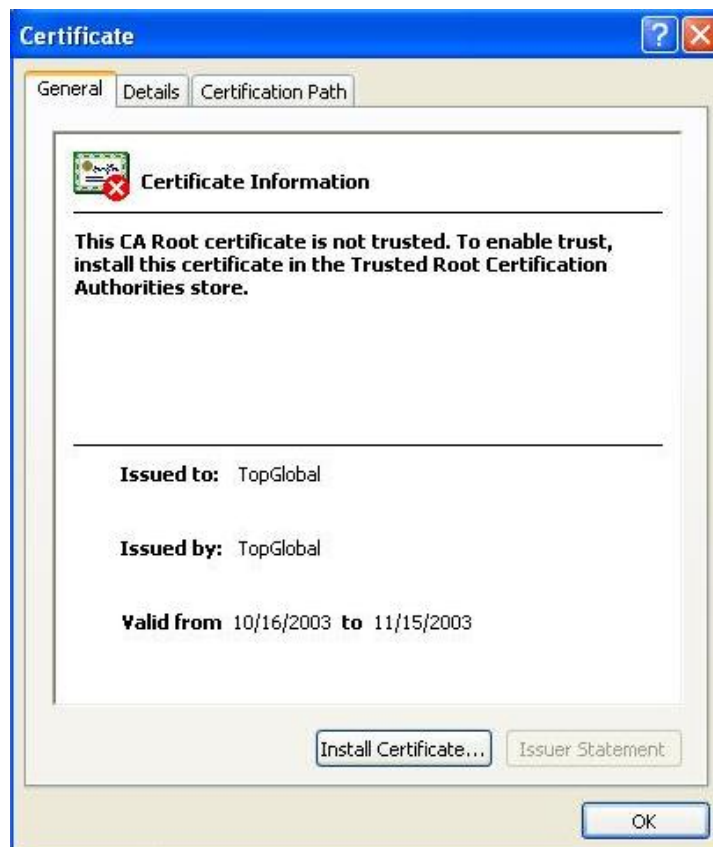 Certificate
General Details Certification Path
Certificate Information
This CA Root certificate is not trusted. To enable trust,
install this certificate in the Trusted Root Certification
Authorities store.
Issued to: TopGlobal
Issued by: TopGlobal
Valid from 10/16/2003 to 11/15/2003
Install Certificate... Issuer Statement
OK